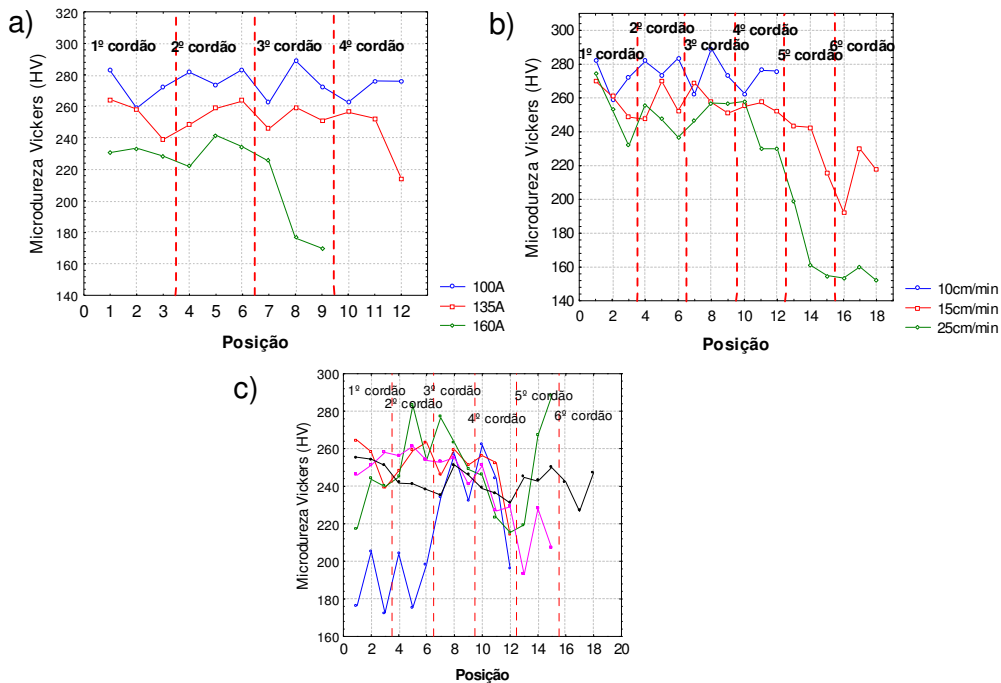 a)
320
300
280
260
240
220
200
180
160
140
Microdureza Vickers (HV)
1º cordão
2º cordão
3º cordão
4º cordão
1 2 3 4 5 6 7 8 9 10 11 12
Posição
100A
135A
160A
b)
300
280
260
240
220
200
180
160
140
Microdureza Vickers (HV)
1º cordão
2º cordão
3º cordão
4º cordão
5º cordão
6º cordão
0 2 4 6 8 10 12 14 16 18
Posição
10cm/min
15cm/min
25cm/min
c)
300
280
260
240
220
200
180
160
Microdureza Vickers (HV)
1º cordão
2º cordão
3º cordão
4º cordão
5º cordão
6º cordão
0 2 4 6 8 10 12 14 16 18 20
Posição